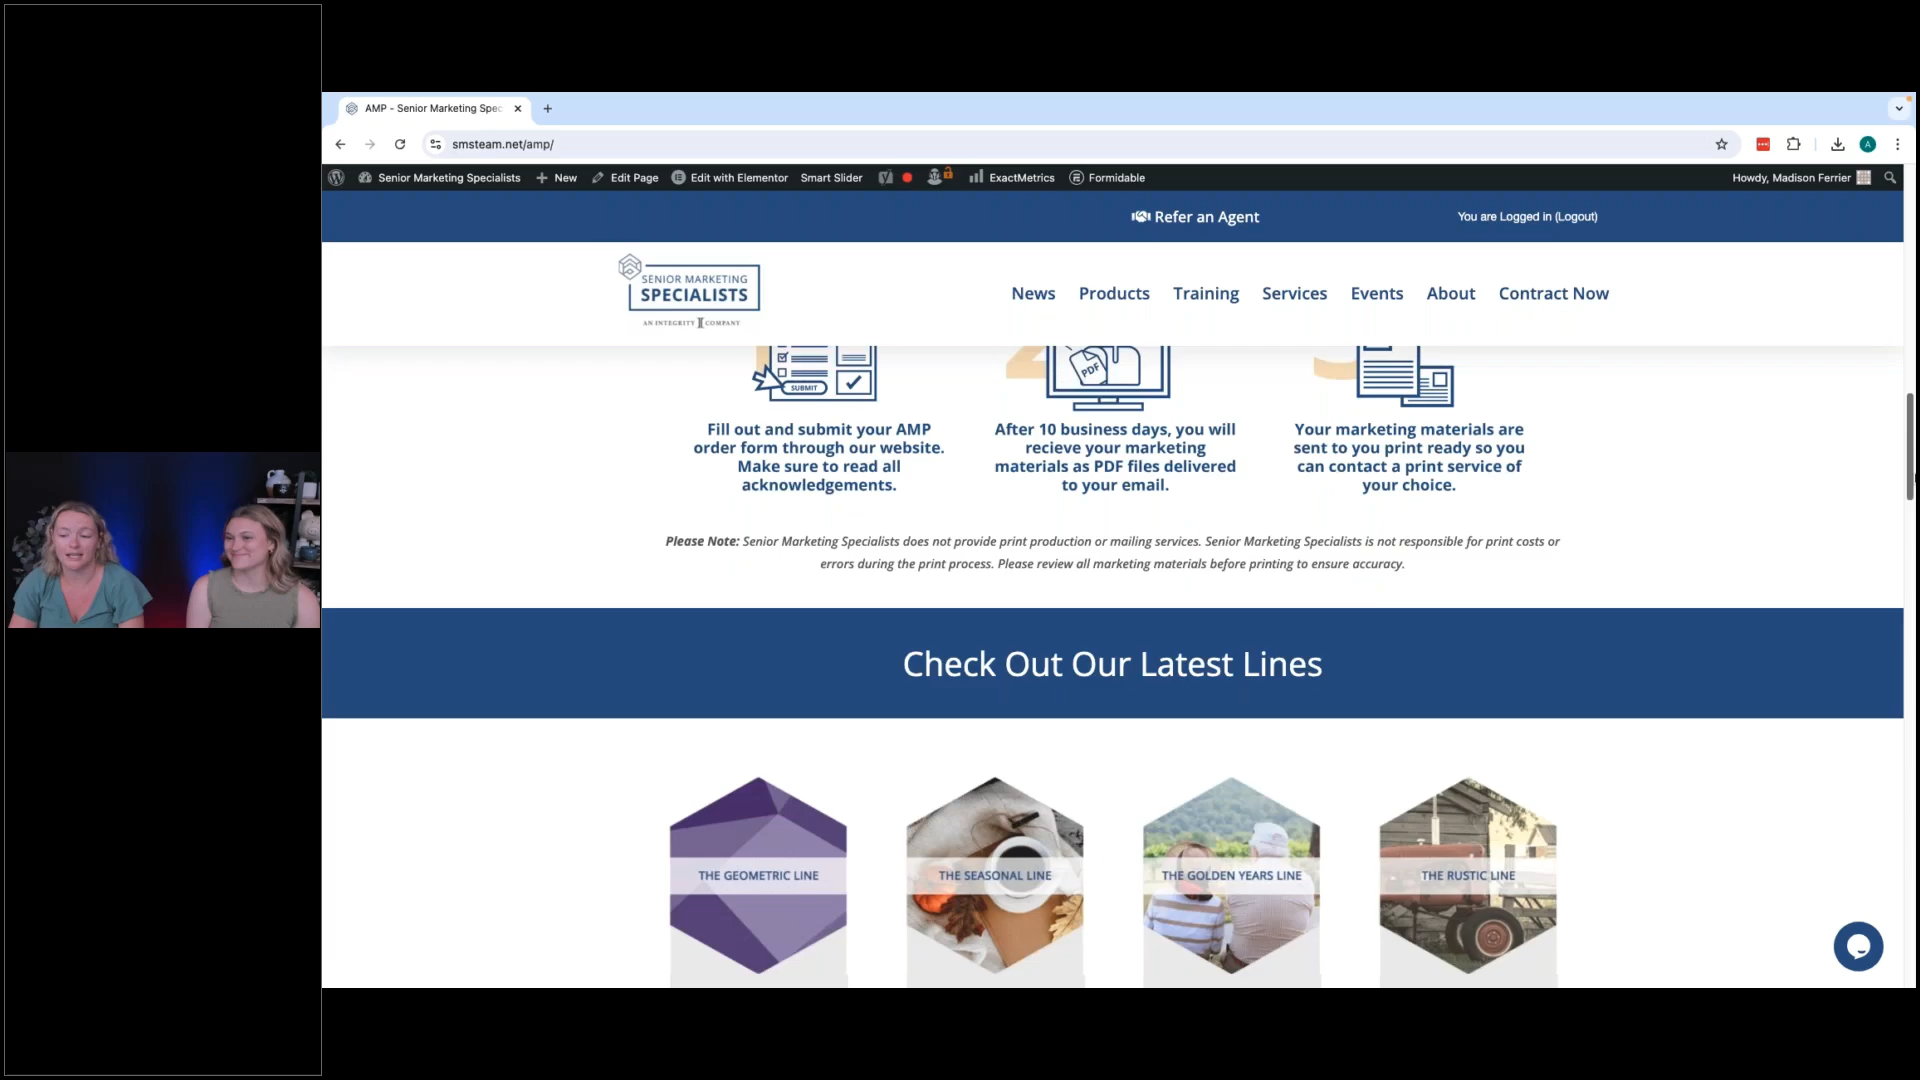 AMP - Senior Marketing Spec
smsteam.net/amp/
A
Senior Marketing Specialists
New
Edit Page
Edit with Elementor
Smart Slider
ExactMetrics
Formidable
Howdy, Madison Ferrier
Refer an Agent
You are Logged in (Logout)
SENIOR MARKETING
SPECIALISTS
AN INTEGRITY COMPANY
News
Products
Training
Services
Events
About
Contract Now
SUBMIT
PDF
Fill out and submit your AMP
order form through our website.
Make sure to read all
acknowledgements.
After 10 business days, you will
recieve your marketing
materials as PDF files delivered
to your email.
Your marketing materials are
sent to you print ready so you
can contact a print service of
your choice.
Please Note: Senior Marketing Specialists does not provide print production or mailing services. Senior Marketing Specialists is not responsible for print costs or
errors during the print process. Please review all marketing materials before printing to ensure accuracy.
Check Out Our Latest Lines
THE GEOMETRIC LINE
THE SEASONAL LINE
THE GOLDEN YEARS LINE
THE RUSTIC LINE